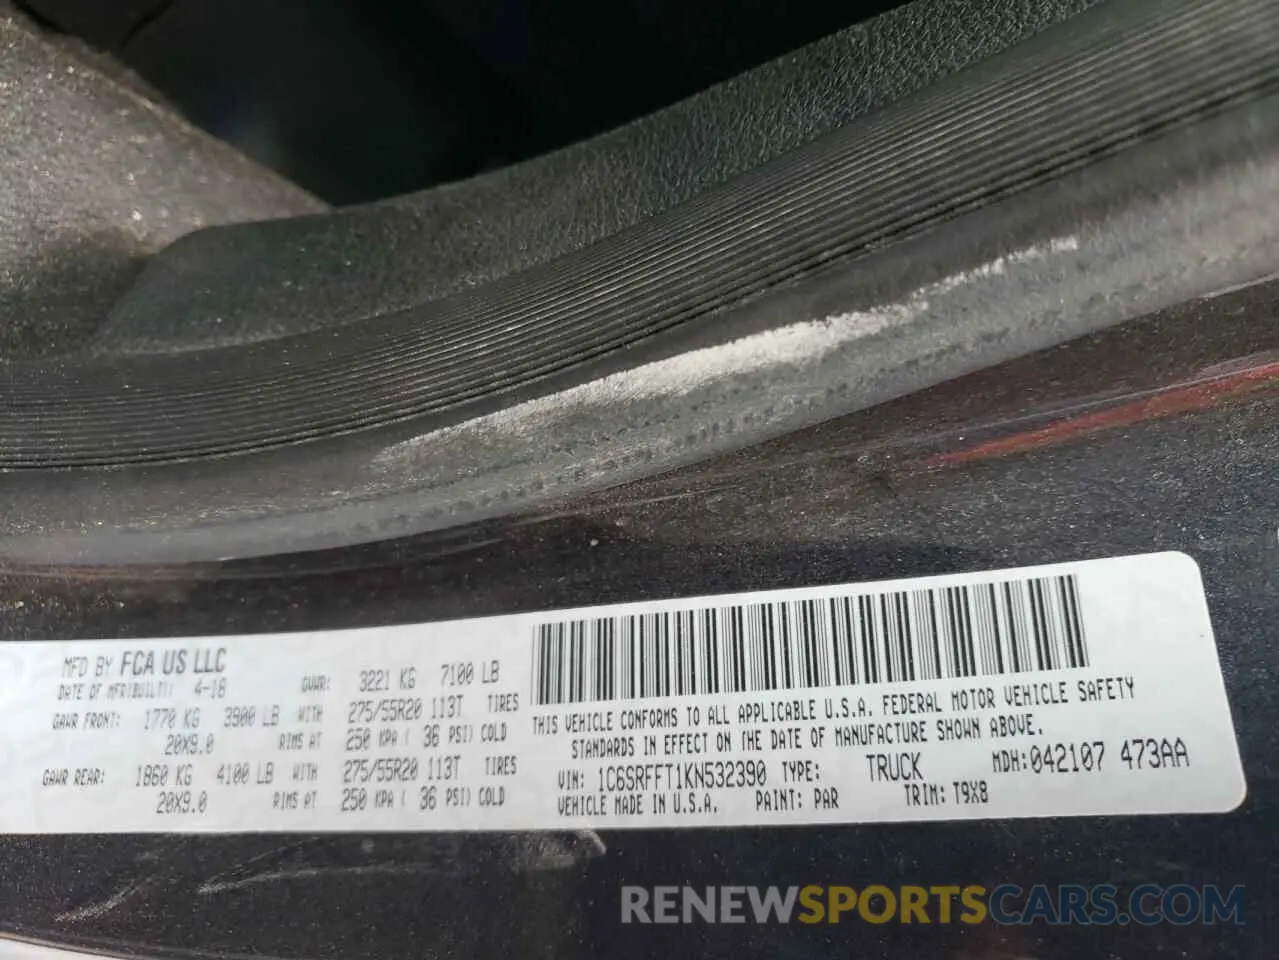 MFD BY FCA US LLC
DATE OF MFR(BUILT): 4-18 GVWR: 3221 KG 7100 LB
GAWR FRONT: 1770 KG 3900 LB WITH 275/55R20 113T TIRES
20X9.0 RIMS AT 250 KPA ( 36 PSI) COLD
GAWR REAR: 1860 KG 4100 LB WITH 275/55R20 113T TIRES
20X9.0 RIMS AT 250 KPA ( 36 PSI) COLD
THIS VEHICLE CONFORMS TO ALL APPLICABLE U.S.A. FEDERAL MOTOR VEHICLE SAFETY
STANDARDS IN EFFECT ON THE DATE OF MANUFACTURE SHOWN ABOVE.
VIN: 1C6SRFFT1KN532390 TYPE: TRUCK MDH:042107 473AA
VEHICLE MADE IN U.S.A. PAINT: PAR TRIM: T9X8
RENEWSPORTSCARS.COM